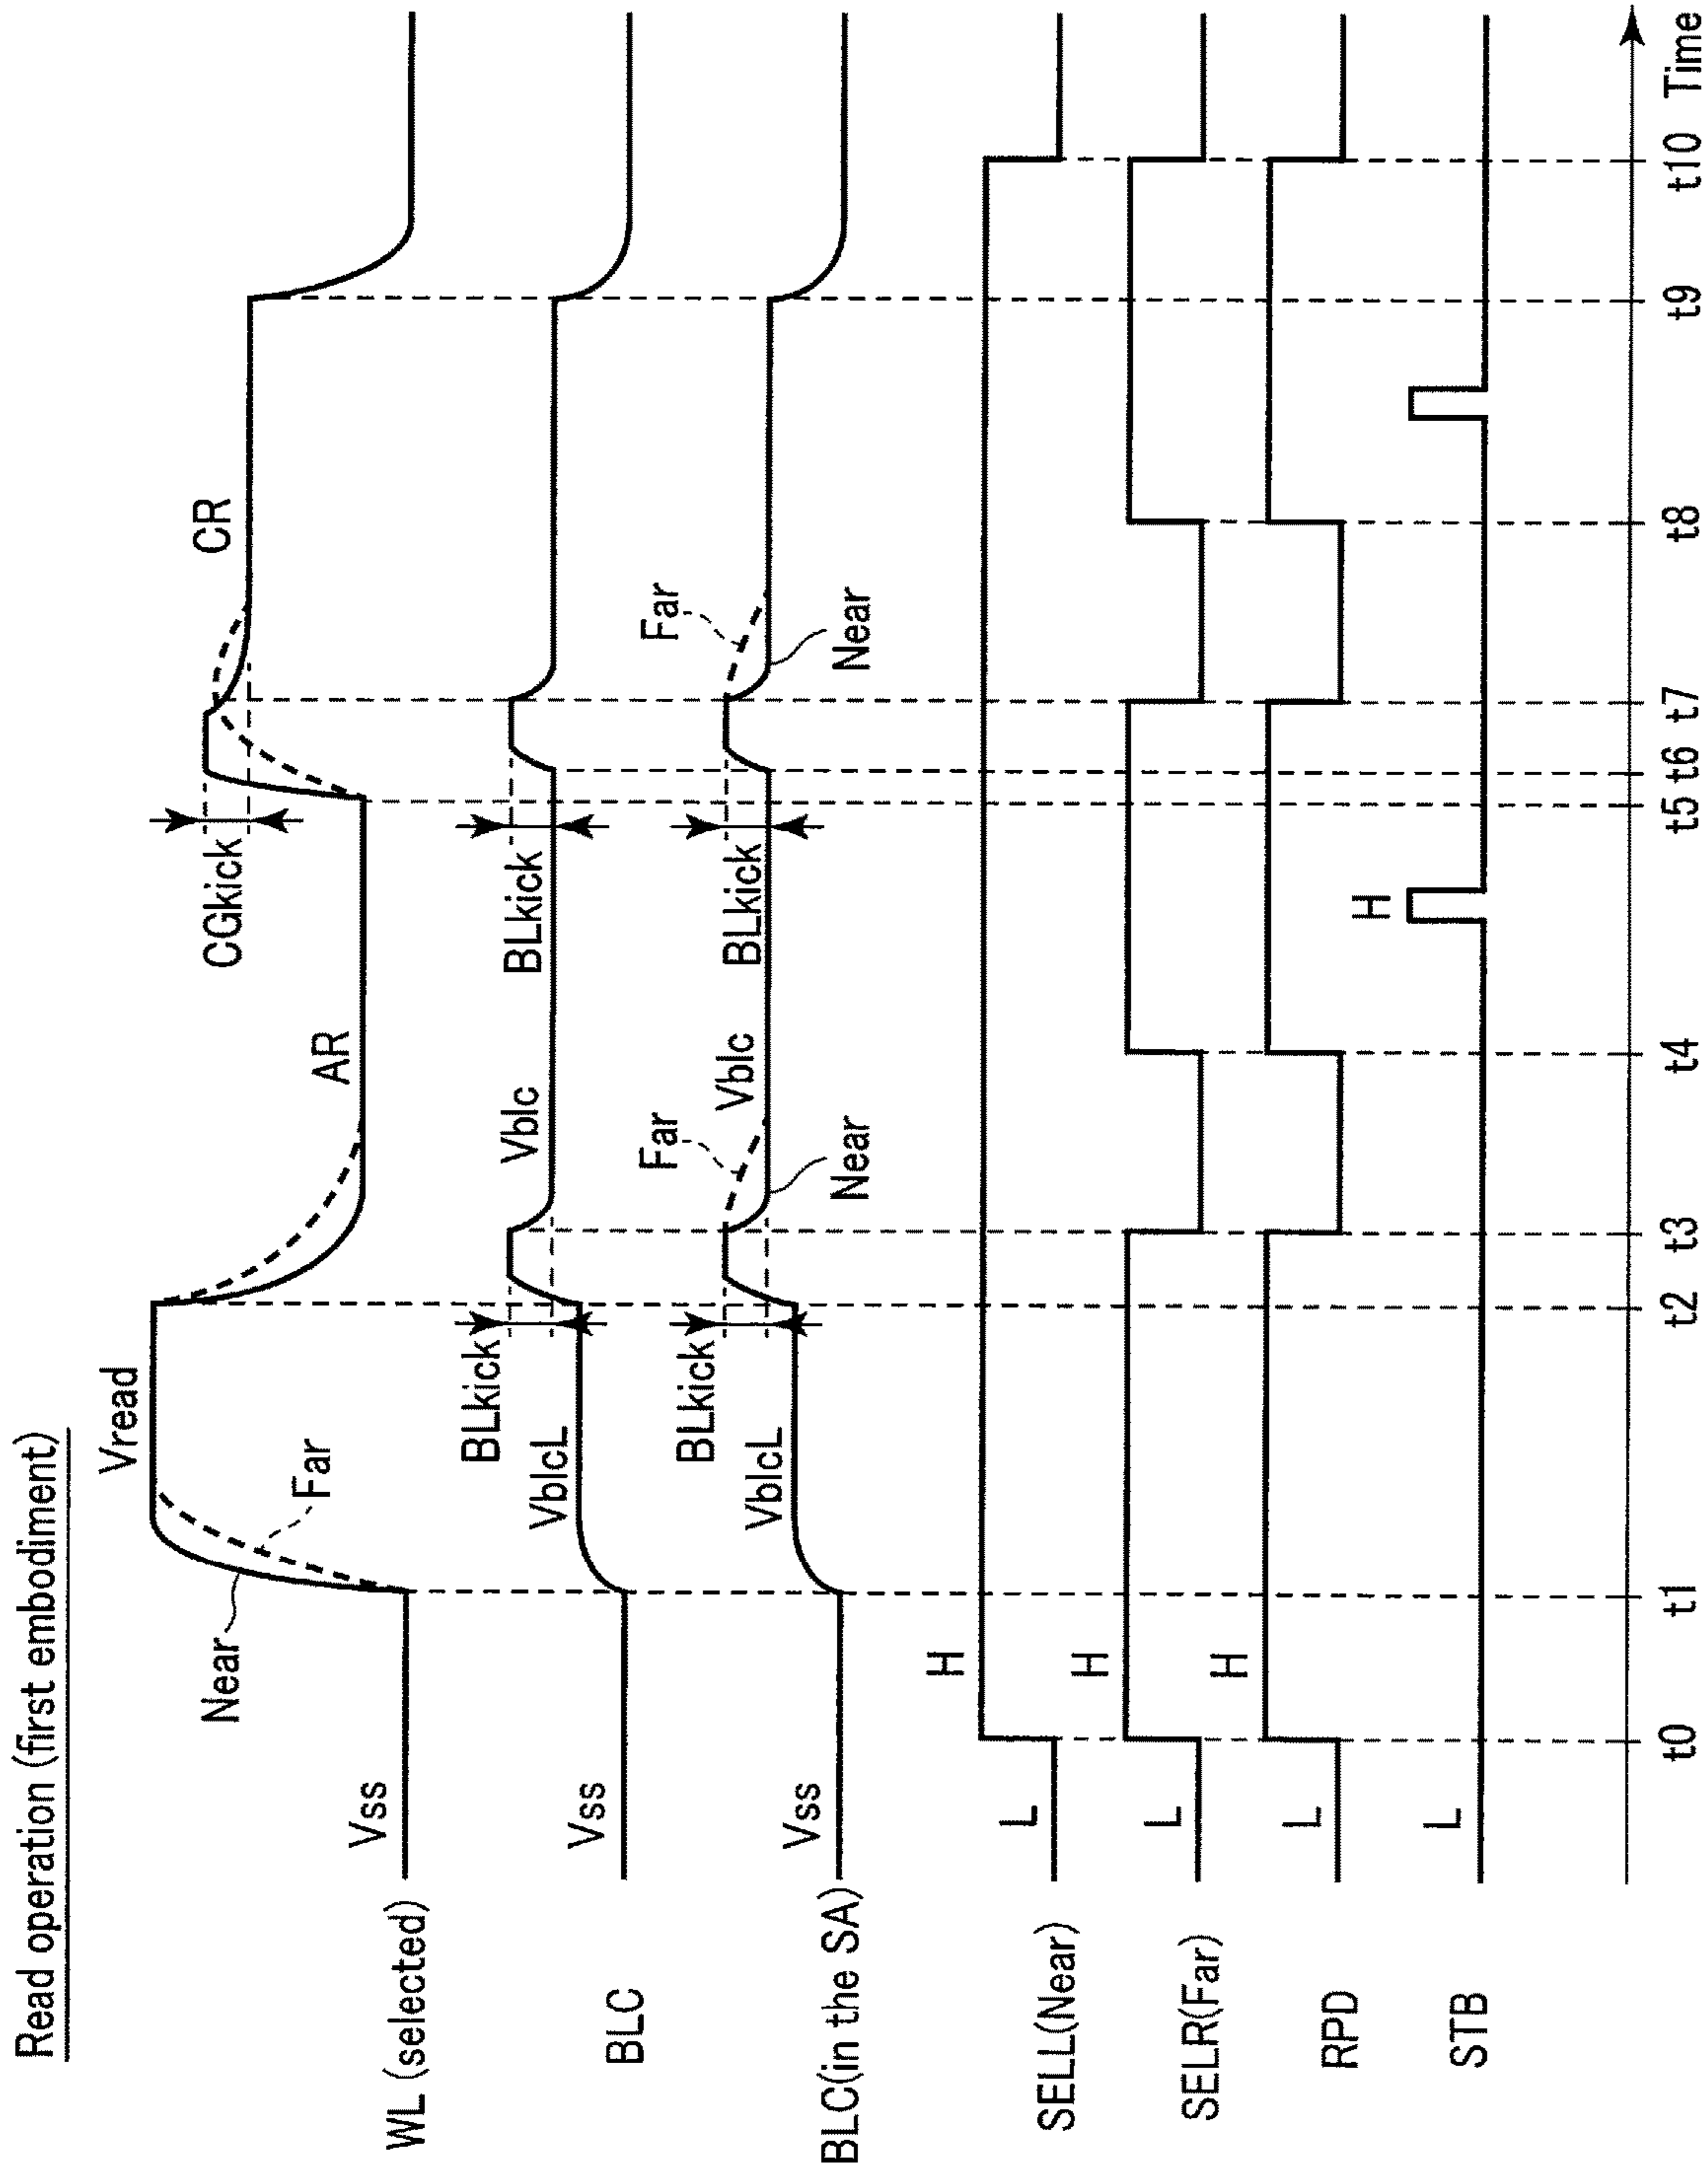 Read operation (first embodiment)
WL (selected)
Vss
Near
Far
Vread
AR
CGkick
CR
BLC
Vss
VblcL
BLkick
Vblc
BLkick
BLC(in the SA)
Vss
VblcL
BLkick
Far
Near
Vblc
BLkick
Far
Near
SELL(Near)
L
H
SELR(Far)
L
H
RPD
L
H
STB
L
H
t0 t1 t2 t3 t4 t5 t6 t7 t8 t9 t10 Time